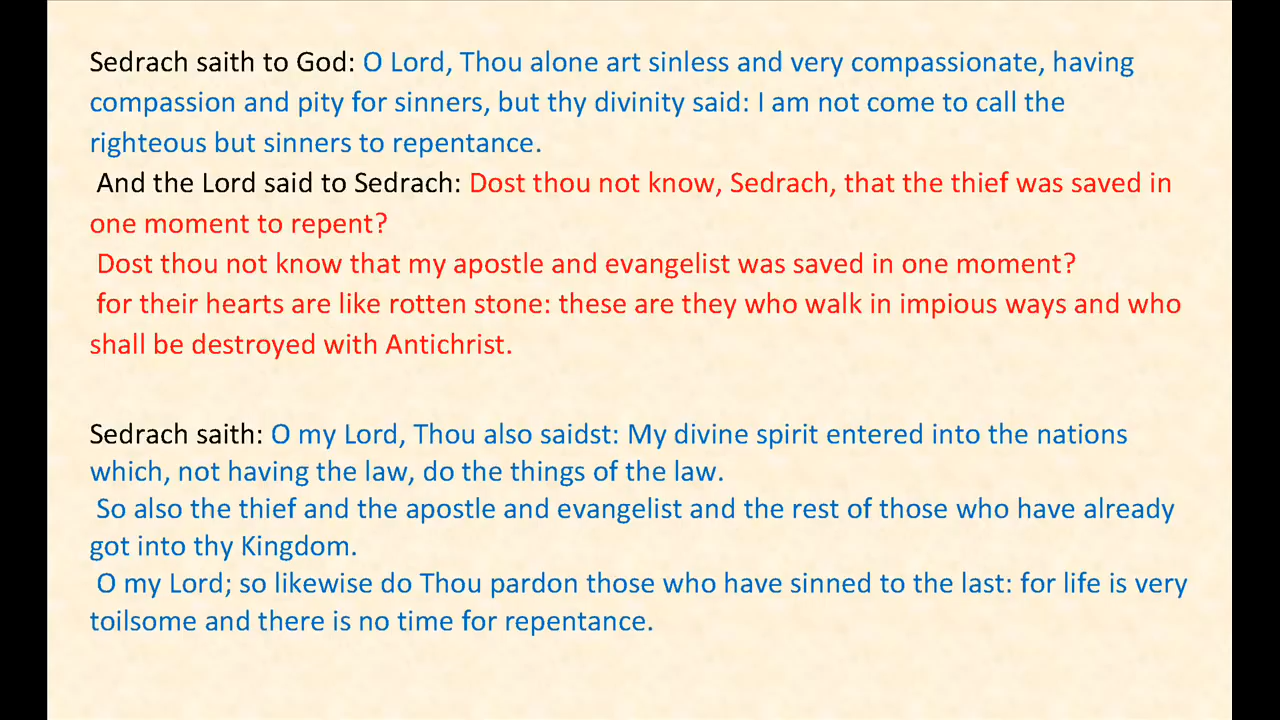 Sedrach saith to God: O Lord, Thou alone art sinless and very compassionate, having
compassion and pity for sinners, but thy divinity said: I am not come to call the
righteous but sinners to repentance.
And the Lord said to Sedrach: Dost thou not know, Sedrach, that the thief was saved in
one moment to repent?
Dost thou not know that my apostle and evangelist was saved in one moment?
for their hearts are like rotten stone: these are they who walk in impious ways and who
shall be destroyed with Antichrist.
Sedrach saith: O my Lord, Thou also saidst: My divine spirit entered into the nations
which, not having the law, do the things of the law.
So also the thief and the apostle and evangelist and the rest of those who have already
got into thy Kingdom.
O my Lord; so likewise do Thou pardon those who have sinned to the last: for life is very
toilsome and there is no time for repentance.